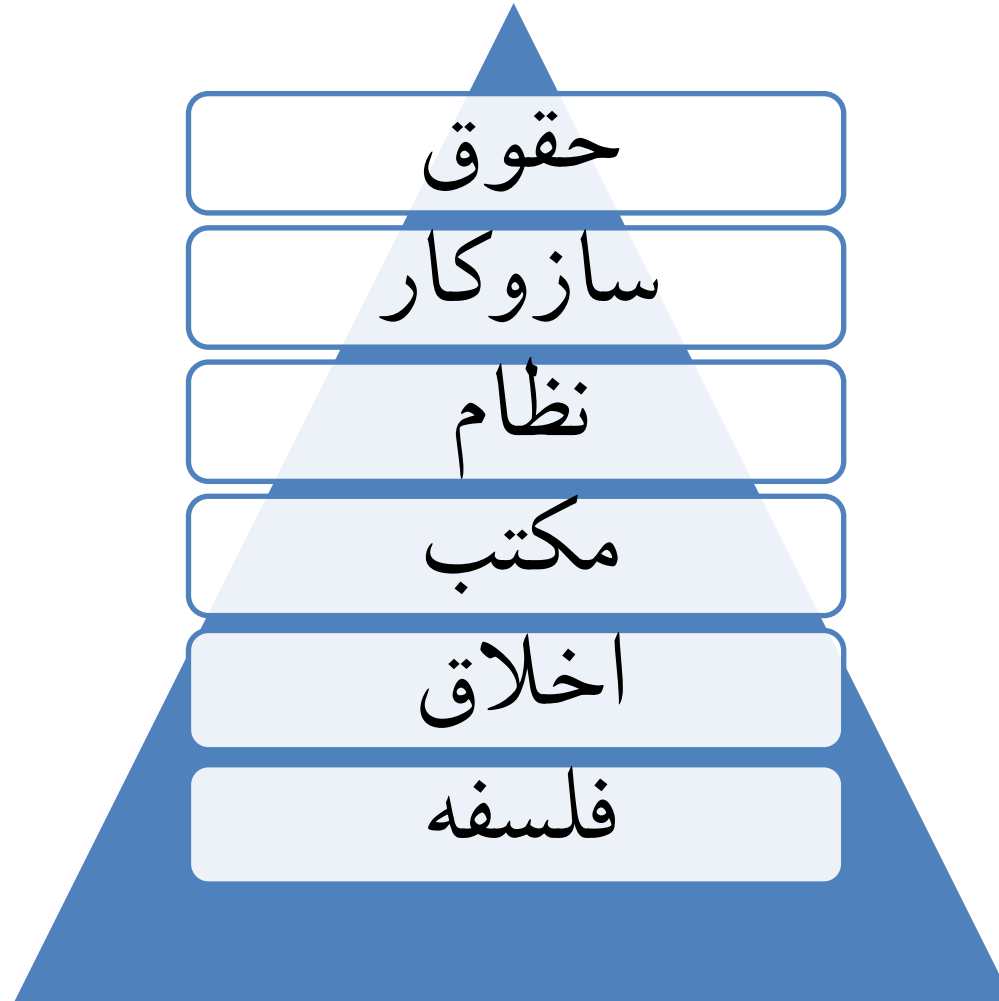 حقوق
سازوکار
نظام
مکتب
اخلاق
فلسفه